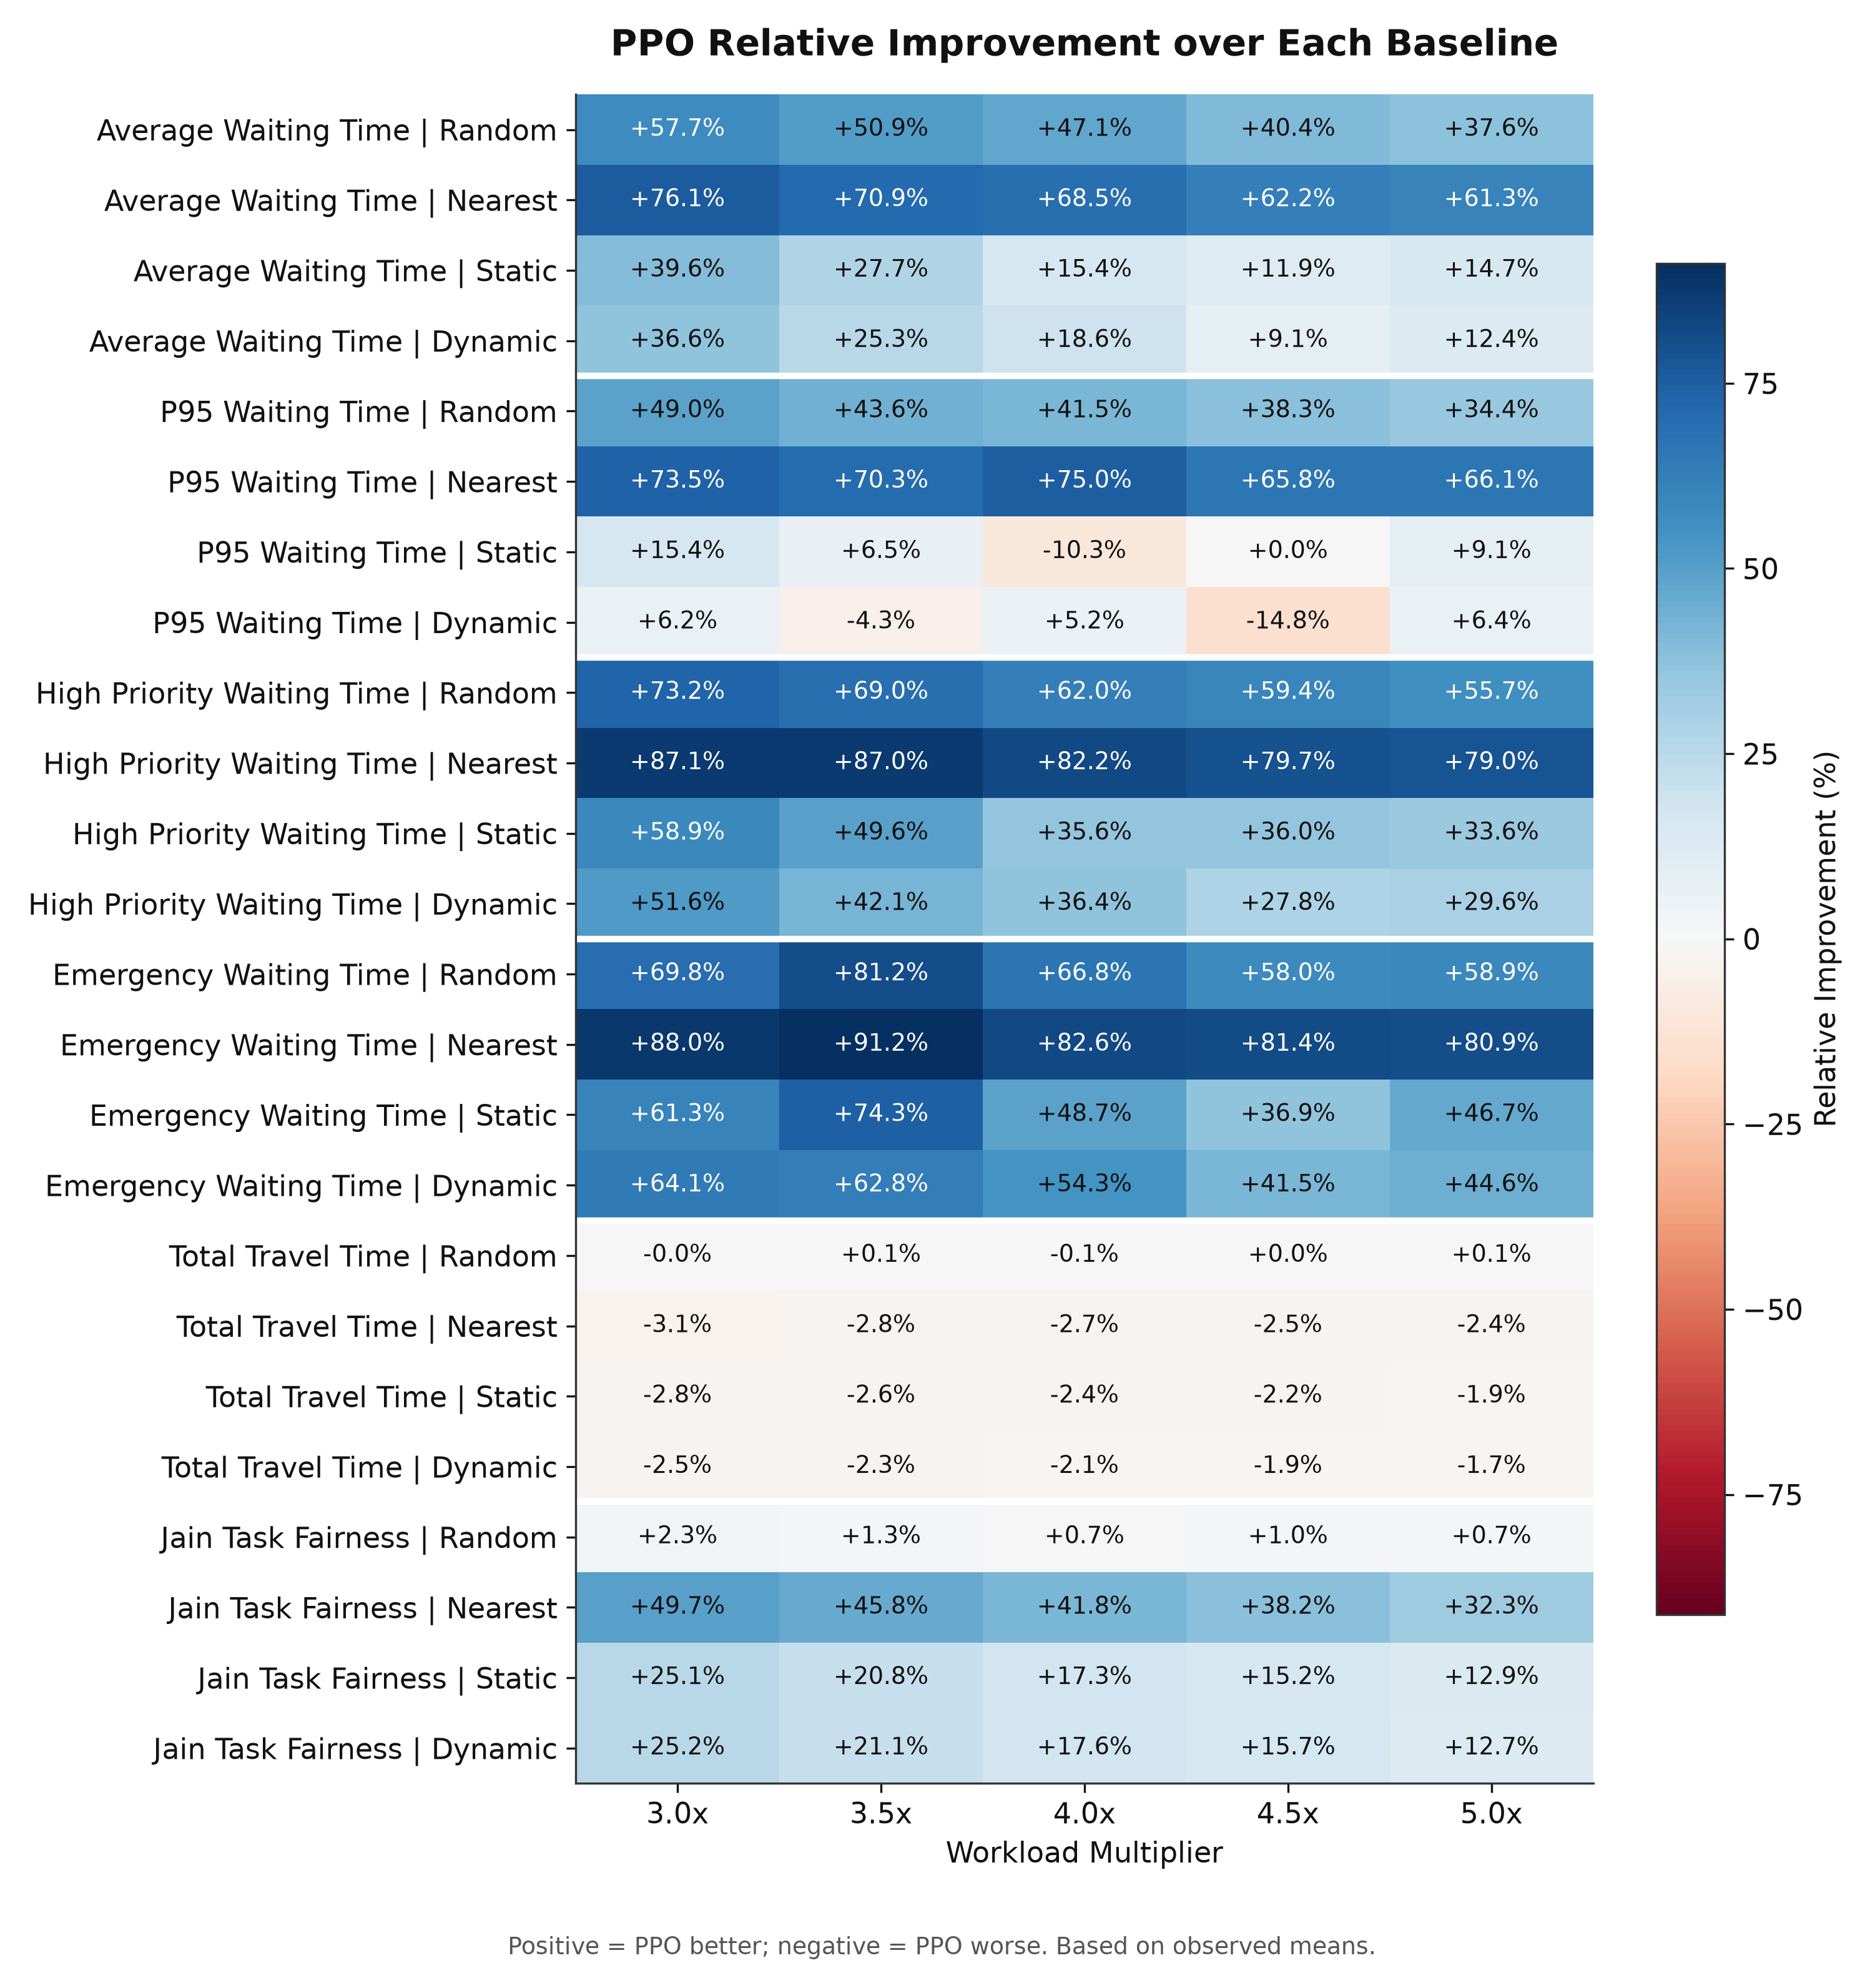 PPO Relative Improvement over Each Baseline
Average Waiting Time | Random +57.7% +50.9% +47.1% +40.4% +37.6%
Average Waiting Time | Nearest +76.1% +70.9% +68.5% +62.2% +61.3%
Average Waiting Time | Static +39.6% +27.7% +15.4% +11.9% +14.7%
Average Waiting Time | Dynamic +36.6% +25.3% +18.6% +9.1% +12.4%
P95 Waiting Time | Random +49.0% +43.6% +41.5% +38.3% +34.4%
P95 Waiting Time | Nearest +73.5% +70.3% +75.0% +65.8% +66.1%
P95 Waiting Time | Static +15.4% +6.5% -10.3% +0.0% +9.1%
P95 Waiting Time | Dynamic +6.2% -4.3% +5.2% -14.8% +6.4%
High Priority Waiting Time | Random +73.2% +69.0% +62.0% +59.4% +55.7%
High Priority Waiting Time | Nearest +87.1% +87.0% +82.2% +79.7% +79.0%
High Priority Waiting Time | Static +58.9% +49.6% +35.6% +36.0% +33.6%
High Priority Waiting Time | Dynamic +51.6% +42.1% +36.4% +27.8% +29.6%
Emergency Waiting Time | Random +69.8% +81.2% +66.8% +58.0% +58.9%
Emergency Waiting Time | Nearest +88.0% +91.2% +82.6% +81.4% +80.9%
Emergency Waiting Time | Static +61.3% +74.3% +48.7% +36.9% +46.7%
Emergency Waiting Time | Dynamic +64.1% +62.8% +54.3% +41.5% +44.6%
Total Travel Time | Random -0.0% +0.1% -0.1% +0.0% +0.1%
Total Travel Time | Nearest -3.1% -2.8% -2.7% -2.5% -2.4%
Total Travel Time | Static -2.8% -2.6% -2.4% -2.2% -1.9%
Total Travel Time | Dynamic -2.5% -2.3% -2.1% -1.9% -1.7%
Jain Task Fairness | Random +2.3% +1.3% +0.7% +1.0% +0.7%
Jain Task Fairness | Nearest +49.7% +45.8% +41.8% +38.2% +32.3%
Jain Task Fairness | Static +25.1% +20.8% +17.3% +15.2% +12.9%
Jain Task Fairness | Dynamic +25.2% +21.1% +17.6% +15.7% +12.7%
3.0x 3.5x 4.0x 4.5x 5.0x
Workload Multiplier
75
50
25
0
−25
−50
−75
Relative Improvement (%)
Positive = PPO better; negative = PPO worse. Based on observed means.